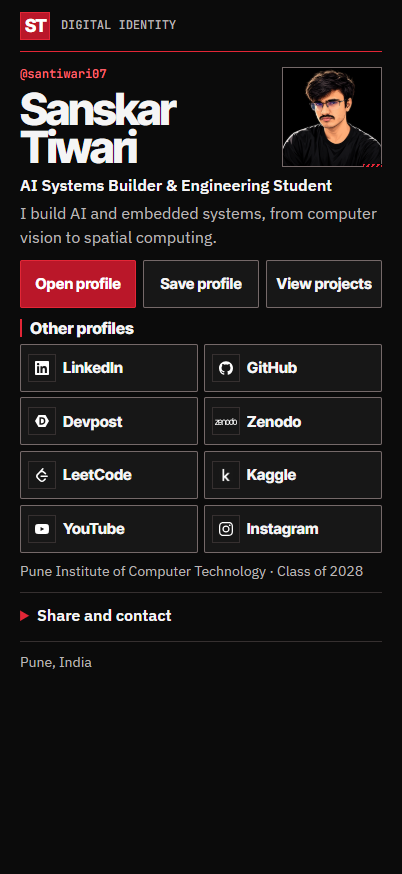 ST DIGITAL IDENTITY
@santiwari07
Sanskar
Tiwari
AI Systems Builder & Engineering Student
I build AI and embedded systems, from computer
vision to spatial computing.
Open profile Save profile View projects
Other profiles
LinkedIn GitHub
Devpost zenodo Zenodo
LeetCode k Kaggle
YouTube Instagram
Pune Institute of Computer Technology · Class of 2028
Share and contact
Pune, India